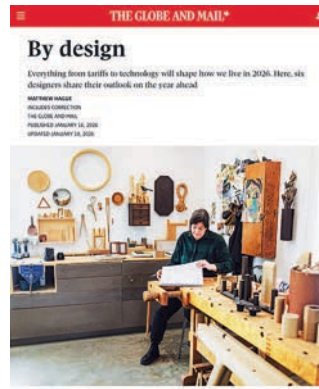 THE GLOBE AND MAIL*
By design
Everything from tariffs to technology will shape how we live in 2026. Here, six
designers share their outlook on the year ahead
MATTHEW HAGUE
INCLUDES CORRECTION
THE GLOBE AND MAIL
PUBLISHED JANUARY 16, 2026
UPDATED JANUARY 19, 2026